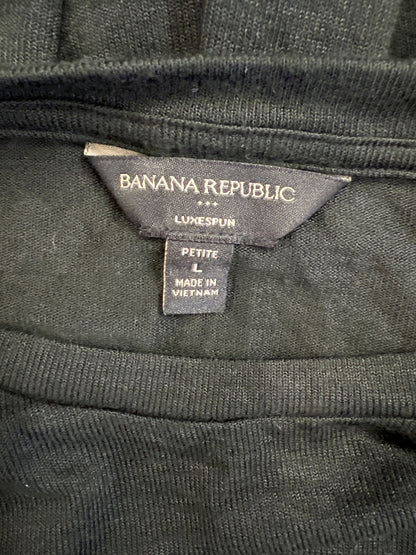 BANANA REPUBLIC
LUXESPUN
PETITE
L
MADE IN
VIETNAM